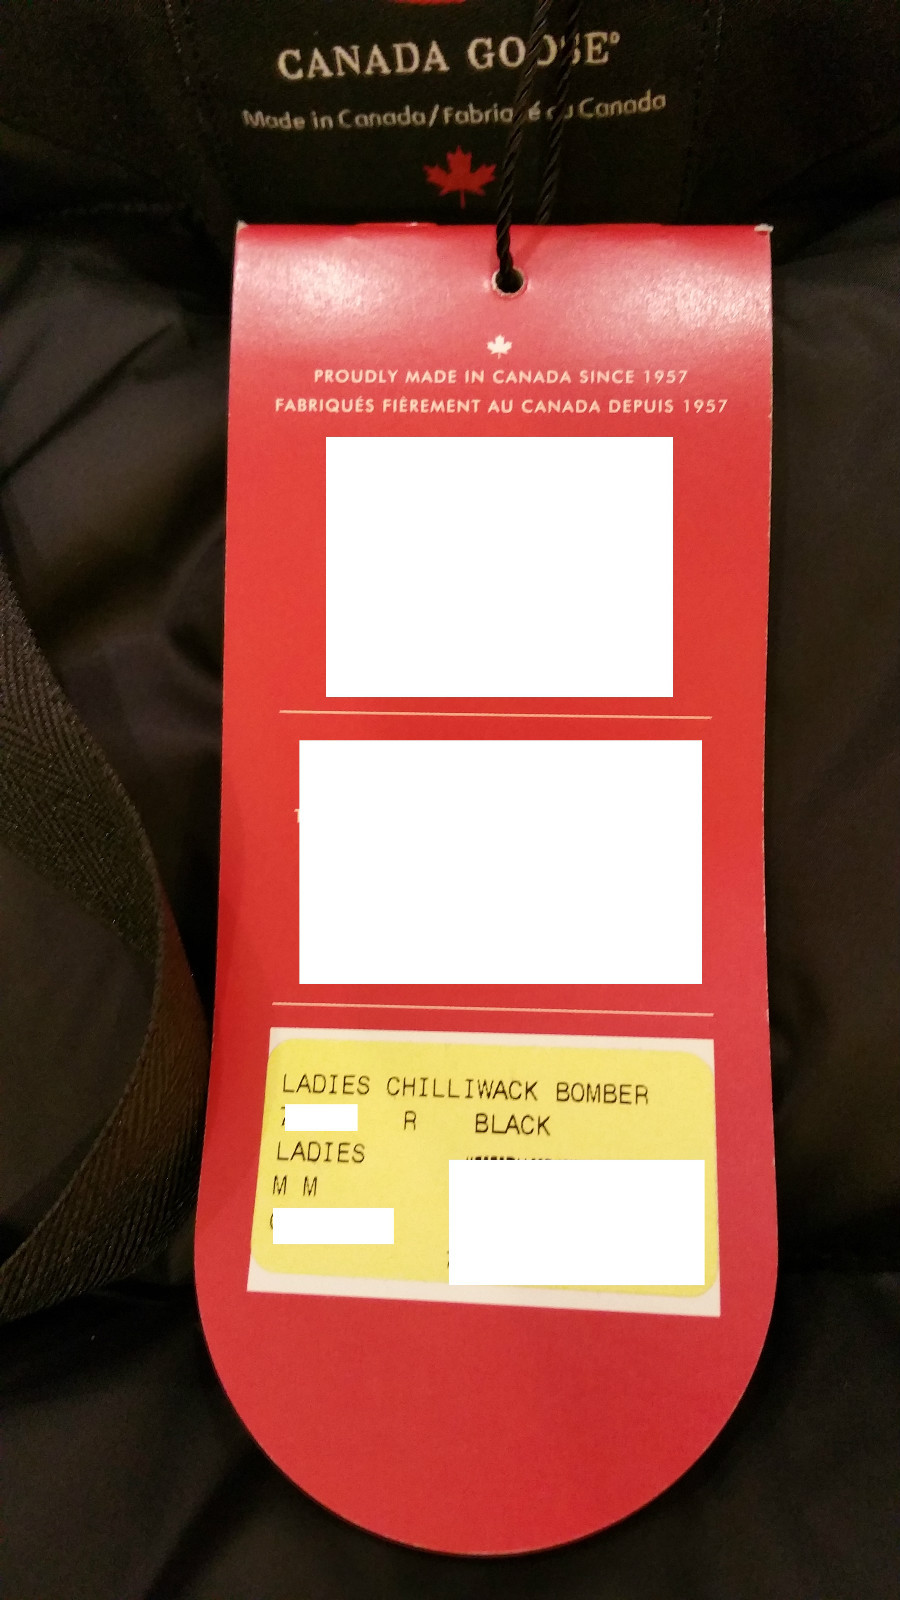 CANADA GOOSE
Made in Canada/Fabriqué au Canada
PROUDLY MADE IN CANADA SINCE 1957
FABRIQUÉS FIÈREMENT AU CANADA DEPUIS 1957
LADIES CHILLIWACK BOMBER
R BLACK
LADIES
M M